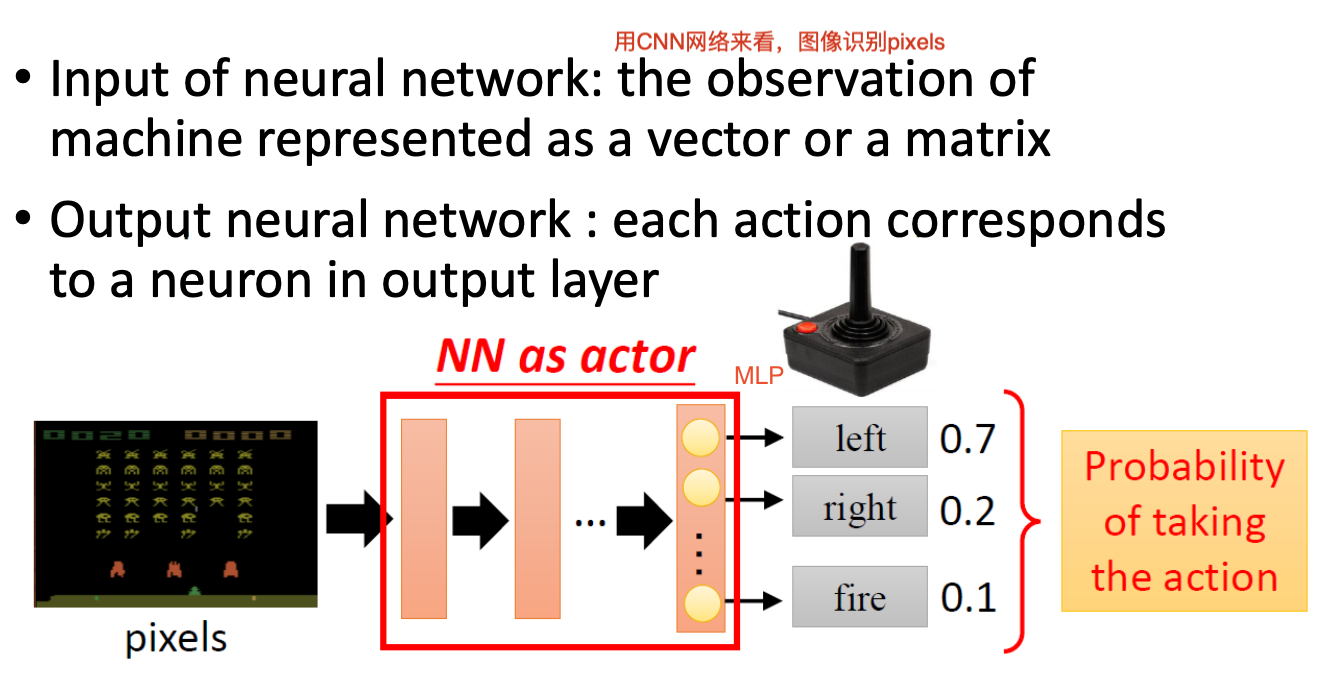 用CNN网络来看，图像识别pixels
• Input of neural network: the observation of
machine represented as a vector or a matrix
• Output neural network : each action corresponds
to a neuron in output layer
NN as actor
MLP
0020 0000
left 0.7
right 0.2
...
fire 0.1
pixels
Probability
of taking
the action